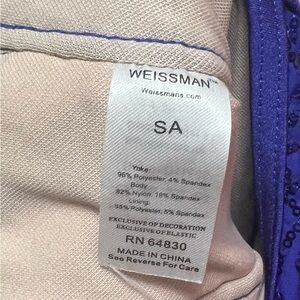 WEISSMAN™
Weissmans.com
SA
Yoke:
96% Polyester, 4% Spandex
Body
82% Nylon, 18% Spandex
Lining:
95% Polyester, 5% Spandex
EXCLUSIVE OF DECORATION
EXCLUSIVE OF ELASTIC
RN 64830
MADE IN CHINA
See Reverse For Care